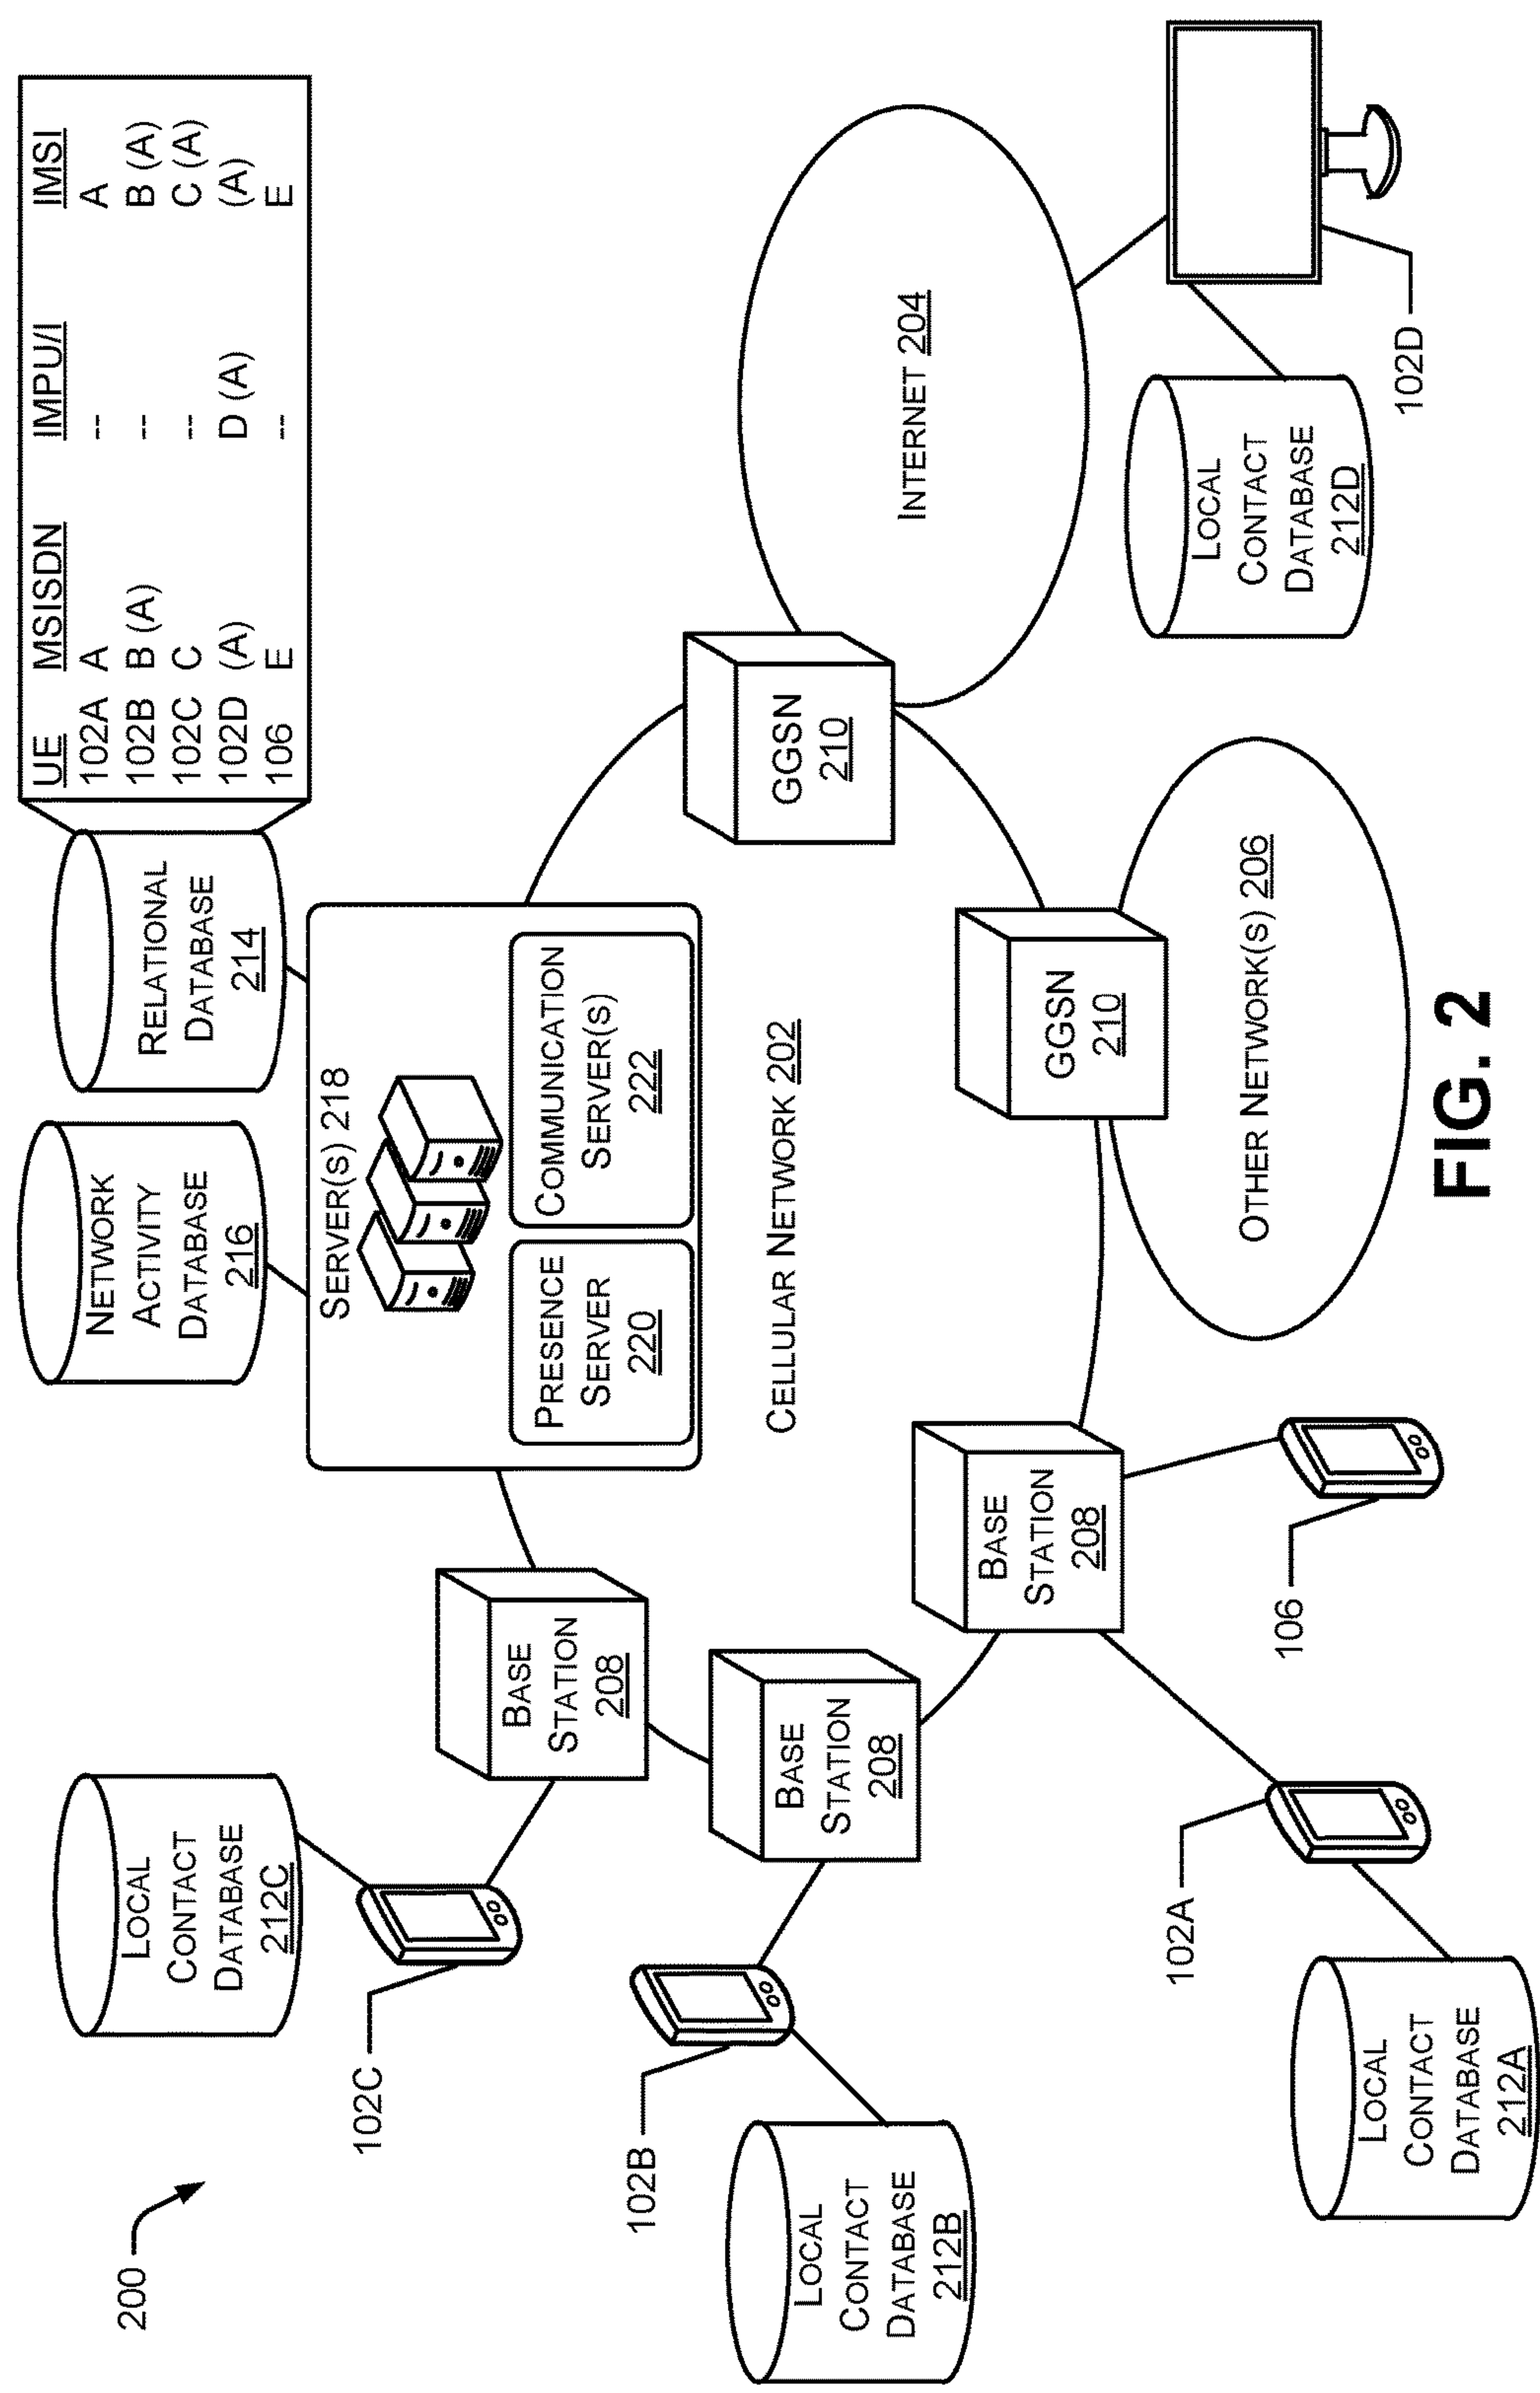 200
LOCAL
CONTACT
DATABASE
212C
102C
NETWORK
ACTIVITY
DATABASE
216
RELATIONAL
DATABASE
214
UE MSISDN IMPU/I IMSI
102A A -- A
102B B (A) -- B (A)
102C C -- C (A)
102D (A) D (A) (A)
106 E -- E
SERVER(S) 218
PRESENCE
SERVER
220
COMMUNICATION
SERVER(S)
222
BASE
STATION
208
102B
LOCAL
CONTACT
DATABASE
212B
BASE
STATION
208
CELLULAR NETWORK 202
GGSN
210
INTERNET 204
BASE
STATION
208
GGSN
210
OTHER NETWORK(S) 206
LOCAL
CONTACT
DATABASE
212D
102D
102A
106
LOCAL
CONTACT
DATABASE
212A
FIG. 2